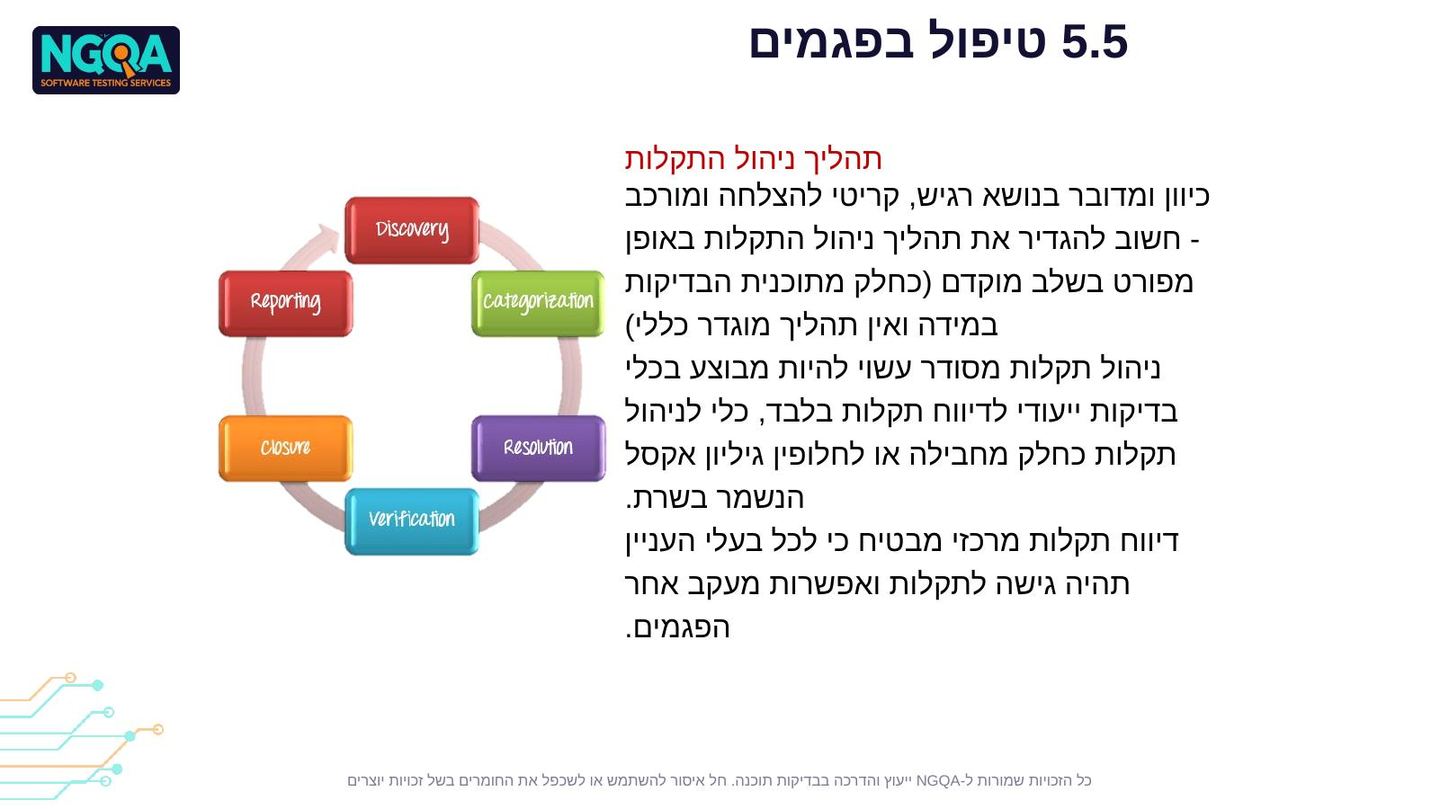 5.5 טיפול בפגמים
NGQA
SOFTWARE TESTING SERVICES
תהליך ניהול התקלות
כיוון ומדובר בנושא רגיש, קריטי להצלחה ומורכב
- חשוב להגדיר את תהליך ניהול התקלות באופן
מפורט בשלב מוקדם (כחלק מתוכנית הבדיקות
במידה ואין תהליך מוגדר כללי)
ניהול תקלות מסודר עשוי להיות מבוצע בכלי
בדיקות ייעודי לדיווח תקלות בלבד, כלי לניהול
תקלות כחלק מחבילה או לחלופין גיליון אקסל
הנשמר בשרת.
דיווח תקלות מרכזי מבטיח כי לכל בעלי העניין
תהיה גישה לתקלות ואפשרות מעקב אחר
הפגמים.
Discovery
Categorization
Resolution
Verification
Closure
Reporting
כל הזכויות שמורות ל-NGQA ייעוץ והדרכה בבדיקות תוכנה. חל איסור להשתמש או לשכפל את החומרים בשל זכויות יוצרים